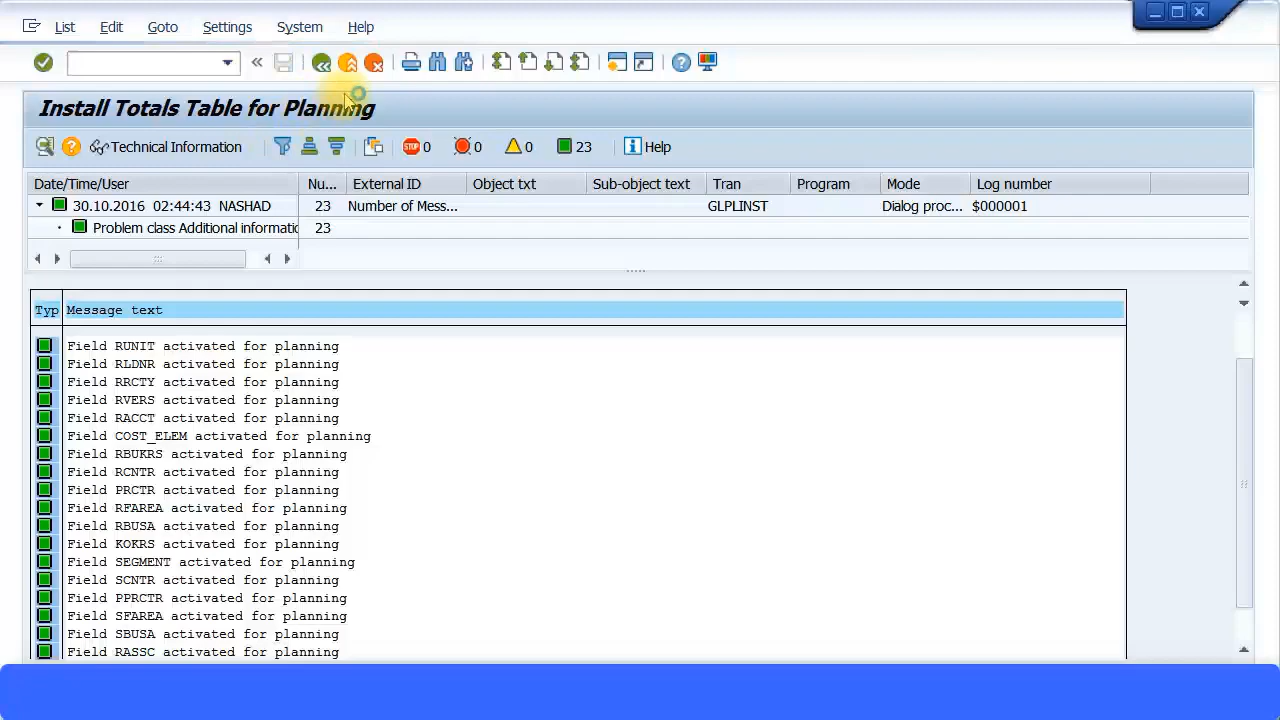 List Edit Goto Settings System Help
Install Totals Table for Planning
Technical Information STOP 0 0 0 23 Help
Date/Time/User Nu... External ID Object txt Sub-object text Tran Program Mode Log number
30.10.2016 02:44:43 NASHAD 23 Number of Mess... GLPLINST Dialog proc... $000001
Problem class Additional informatic 23
Typ Message text
Field RUNIT activated for planning
Field RLDNR activated for planning
Field RRCTY activated for planning
Field RVERS activated for planning
Field RACCT activated for planning
Field COST_ELEM activated for planning
Field RBUKRS activated for planning
Field RCNTR activated for planning
Field PRCTR activated for planning
Field RFAREA activated for planning
Field RBUSA activated for planning
Field KOKRS activated for planning
Field SEGMENT activated for planning
Field SCNTR activated for planning
Field PPRCTR activated for planning
Field SFAREA activated for planning
Field SBUSA activated for planning
Field RASSC activated for planning